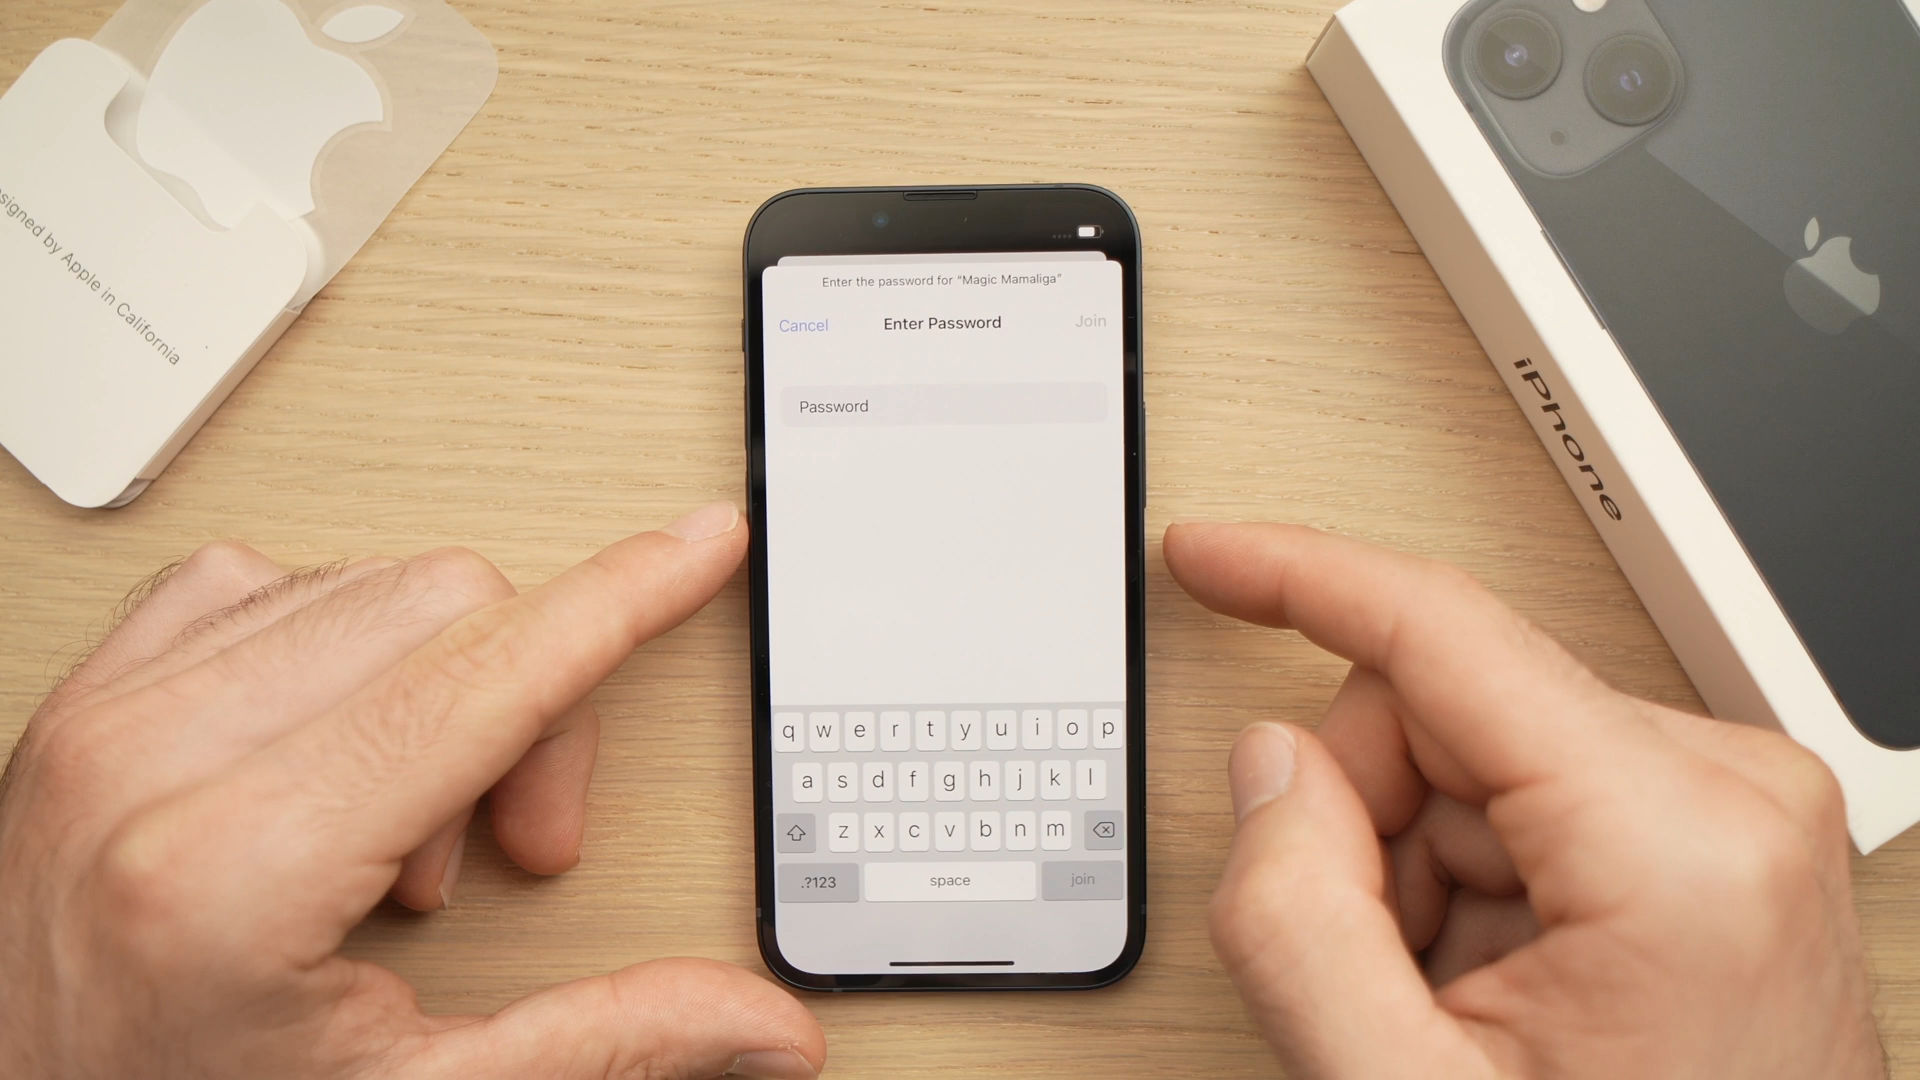 esigned by Apple in California
iPhone
Enter the password for “Magic Mamaliga”
Cancel
Enter Password
Join
Password
q w e r t y u i o p
a s d f g h j k l
z x c v b n m
.?123
space
join